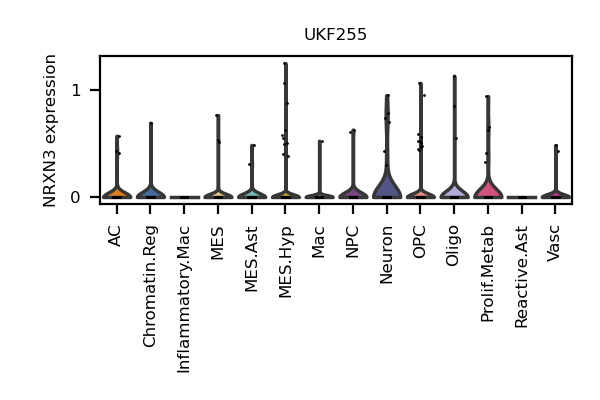 UKF255
NRXN3 expression
1
0
AC
Chromatin.Reg
Inflammatory.Mac
MES
MES.Ast
MES.Hyp
Mac
NPC
Neuron
OPC
Oligo
Prolif.Metab
Reactive.Ast
Vasc